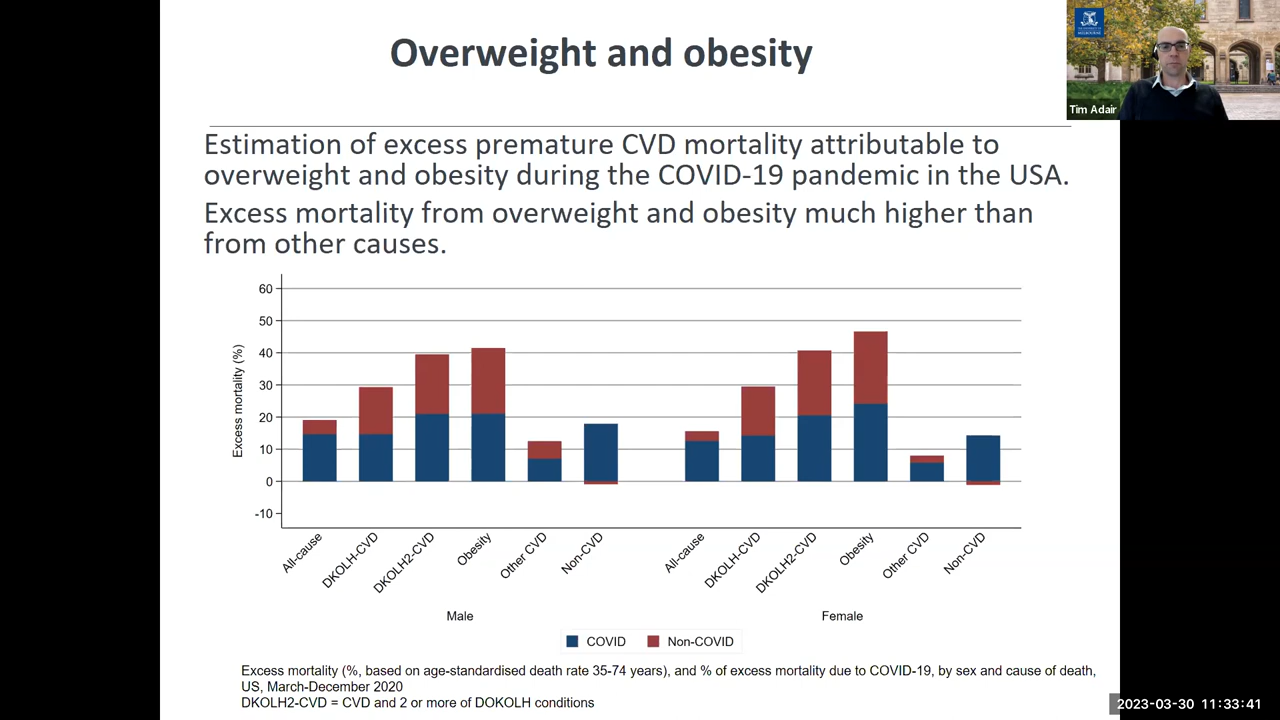 Overweight and obesity
Tim Adair
Estimation of excess premature CVD mortality attributable to
overweight and obesity during the COVID-19 pandemic in the USA.
Excess mortality from overweight and obesity much higher than
from other causes.
60
50
40
30
20
10
0
-10
Excess mortality (%)
All-cause
DKOLH-CVD
DKOLH2-CVD
Obesity
Other CVD
Non-CVD
All-cause
DKOLH-CVD
DKOLH2-CVD
Obesity
Other CVD
Non-CVD
Male
Female
COVID
Non-COVID
Excess mortality (%, based on age-standardised death rate 35-74 years), and % of excess mortality due to COVID-19, by sex and cause of death,
US, March-December 2020
DKOLH2-CVD = CVD and 2 or more of DOKOLH conditions
2023-03-30 11:33:41